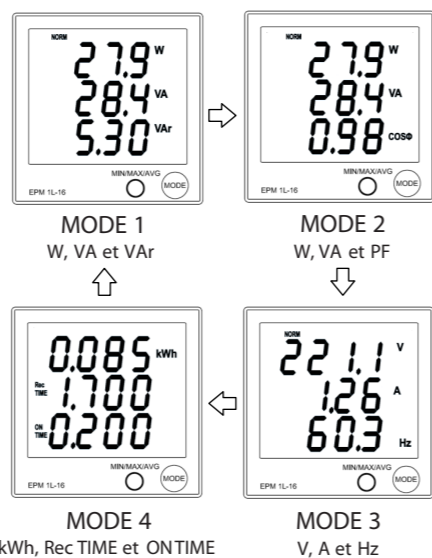 NORM
27.9 W
28.4 VA
5.30 VAr
MIN/MAX/AVG
EPM 1L-16
MODE
MODE 1
W, VA et VAr
NORM
27.9 W
28.4 VA
0.98 COSΦ
MIN/MAX/AVG
EPM 1L-16
MODE
MODE 2
W, VA et PF
0.085 kWh
Rec TIME 1.700
ON TIME 0.200
MIN/MAX/AVG
EPM 1L-16
MODE
MODE 4
kWh, Rec TIME et ONTIME
NORM
221.1 V
1.26 A
60.3 Hz
MIN/MAX/AVG
EPM 1L-16
MODE
MODE 3
V, A et Hz